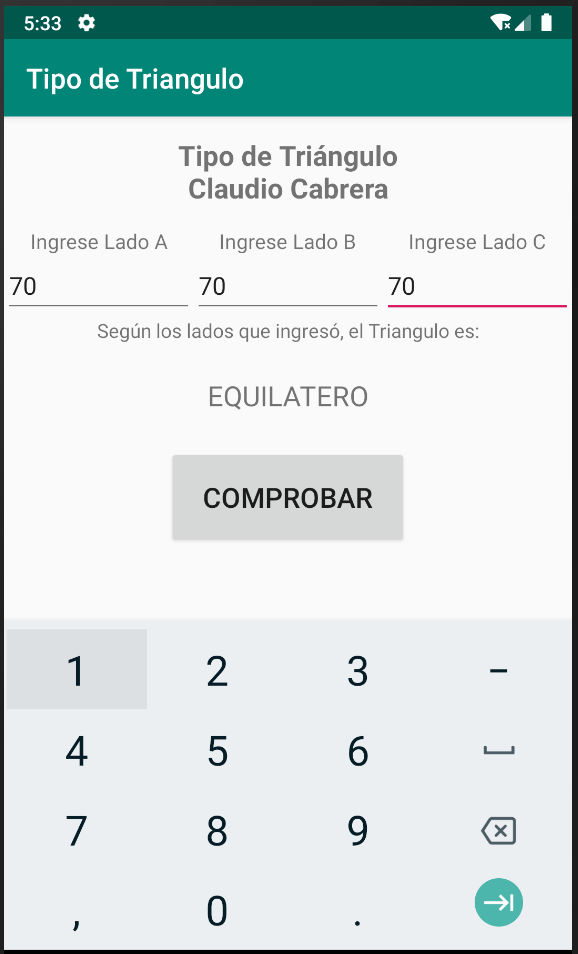 5:33
Tipo de Triangulo
Tipo de Triángulo
Claudio Cabrera
Ingrese Lado A Ingrese Lado B Ingrese Lado C
70 70 70
Según los lados que ingresó, el Triangulo es:
EQUILATERO
COMPROBAR
1 2 3 -
4 5 6
7 8 9
, 0 .